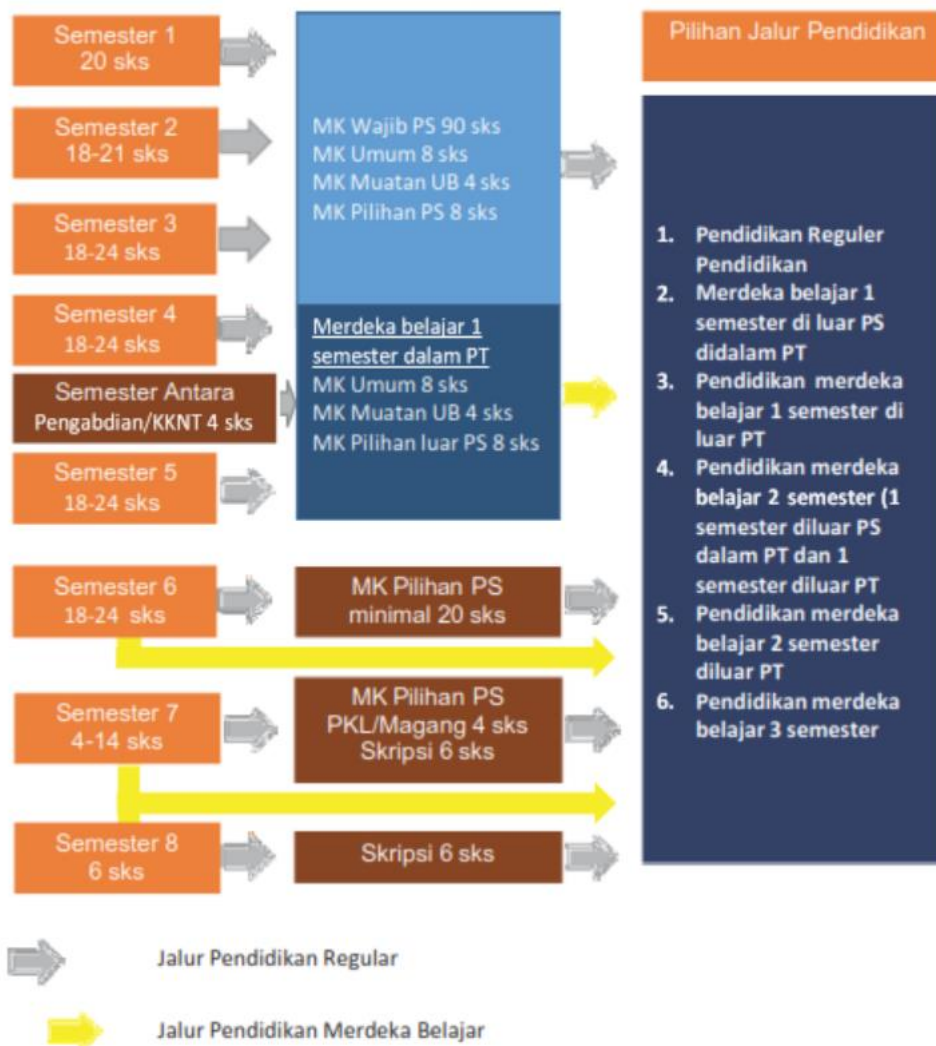 Semester 1
20 sks
Semester 2
18-21 sks
Semester 3
18-24 sks
Semester 4
18-24 sks
Semester Antara
Pengabdian/KKNT 4 sks
Semester 5
18-24 sks
MK Wajib PS 90 sks
MK Umum 8 sks
MK Muatan UB 4 sks
MK Pilihan PS 8 sks
Merdeka belajar 1
semester dalam PT
MK Umum 8 sks
MK Muatan UB 4 sks
MK Pilihan luar PS 8 sks
Semester 6
18-24 sks
MK Pilihan PS
minimal 20 sks
Semester 7
4-14 sks
MK Pilihan PS
PKL/Magang 4 sks
Skripsi 6 sks
Semester 8
6 sks
Skripsi 6 sks
Pilihan Jalur Pendidikan
1. Pendidikan Reguler
Pendidikan
2. Merdeka belajar 1
semester di luar PS
didalam PT
3. Pendidikan merdeka
belajar 1 semester di
luar PT
4. Pendidikan merdeka
belajar 2 semester (1
semester diluar PS
dalam PT dan 1
semester diluar PT
5. Pendidikan merdeka
belajar 2 semester
diluar PT
6. Pendidikan merdeka
belajar 3 semester
Jalur Pendidikan Regular
Jalur Pendidikan Merdeka Belajar